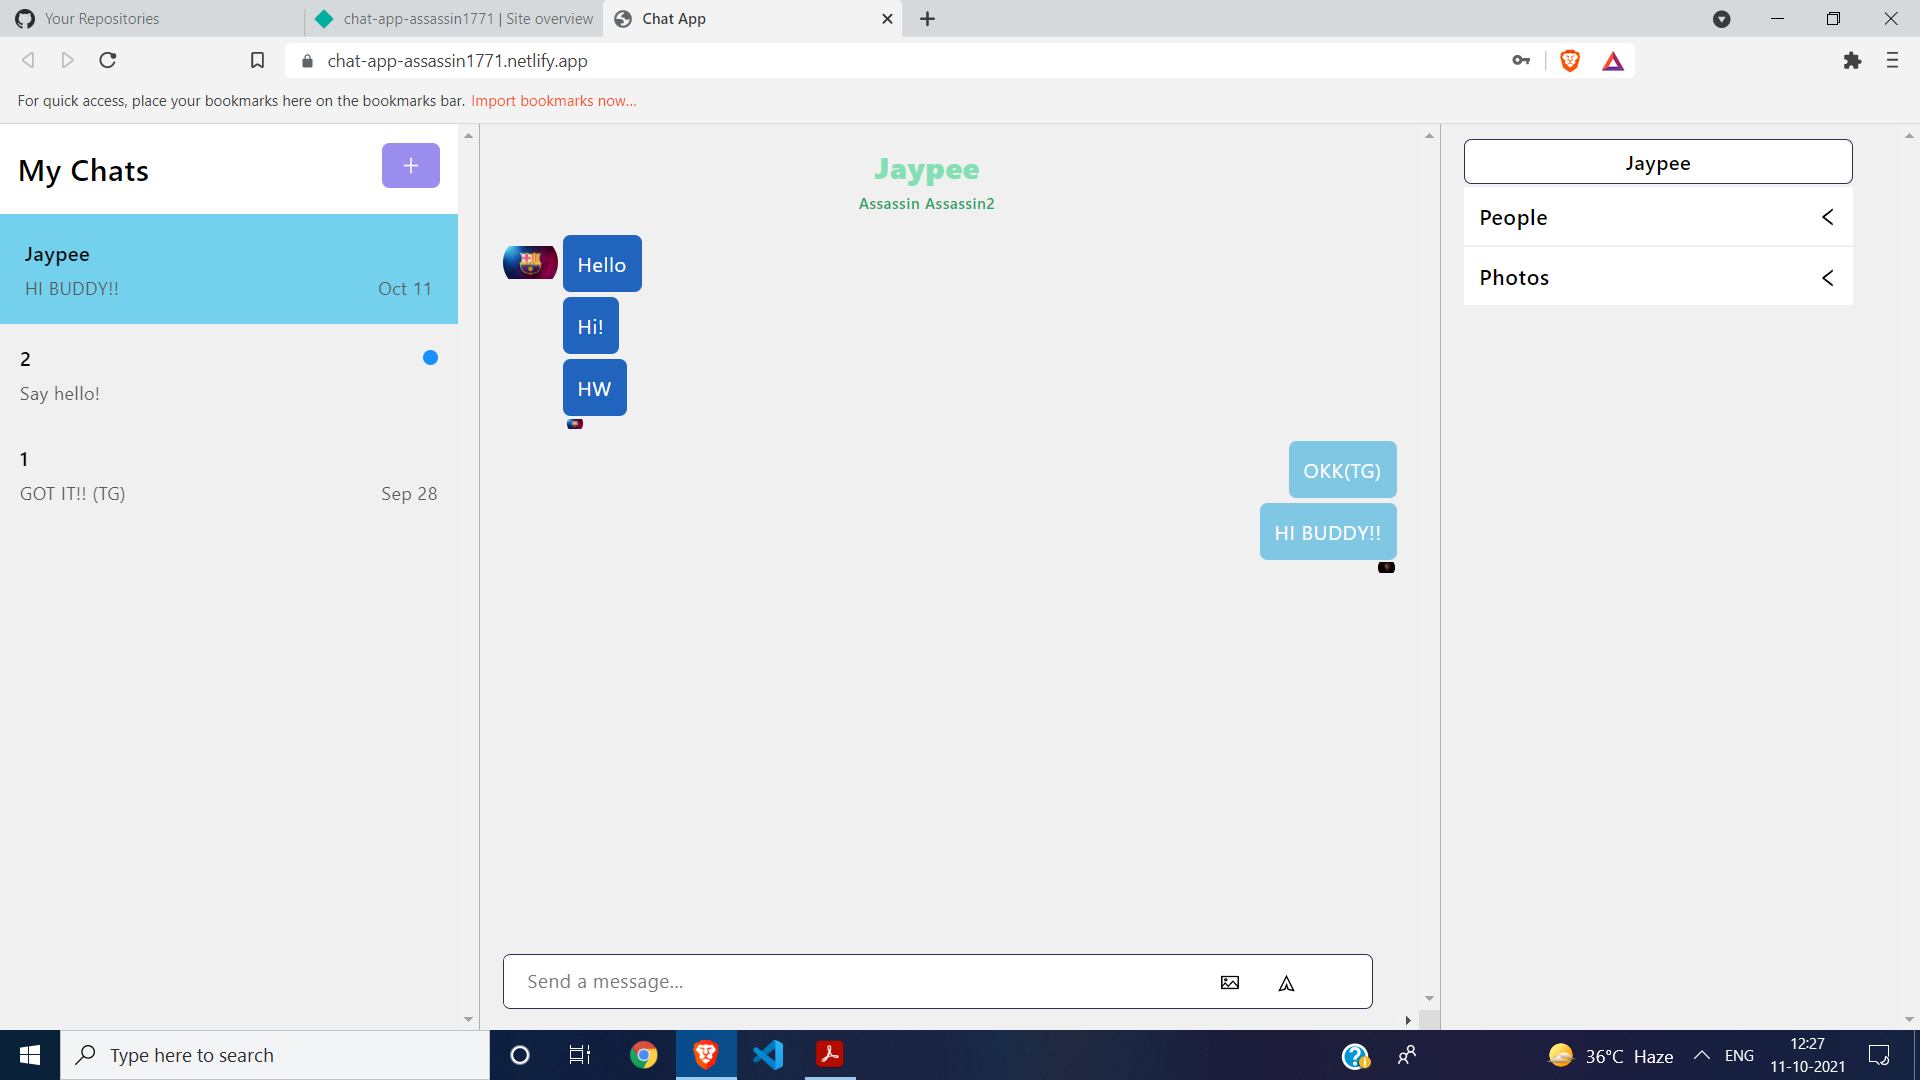 Your Repositories
chat-app-assassin1771 | Site overview
Chat App
chat-app-assassin1771.netlify.app
For quick access, place your bookmarks here on the bookmarks bar. Import bookmarks now...
My Chats
+
Jaypee
HI BUDDY!!
Oct 11
2
Say hello!
1
GOT IT!! (TG)
Sep 28
Jaypee
Assassin Assassin2
Hello
Hi!
HW
OKK(TG)
HI BUDDY!!
Send a message...
Jaypee
People
Photos
Type here to search
36°C Haze
ENG
12:27
11-10-2021